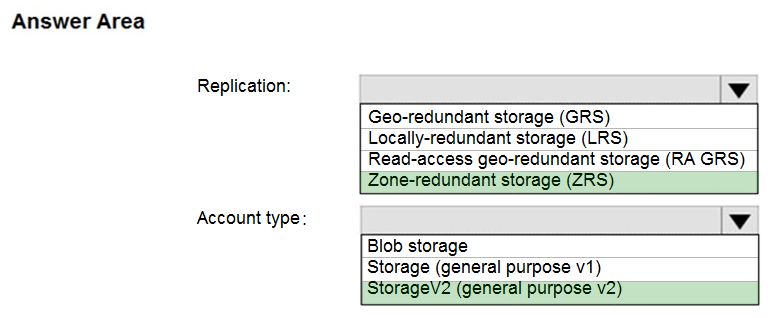 Answer Area
Replication:
Geo-redundant storage (GRS)
Locally-redundant storage (LRS)
Read-access geo-redundant storage (RA GRS)
Zone-redundant storage (ZRS)
Account type:
Blob storage
Storage (general purpose v1)
StorageV2 (general purpose v2)